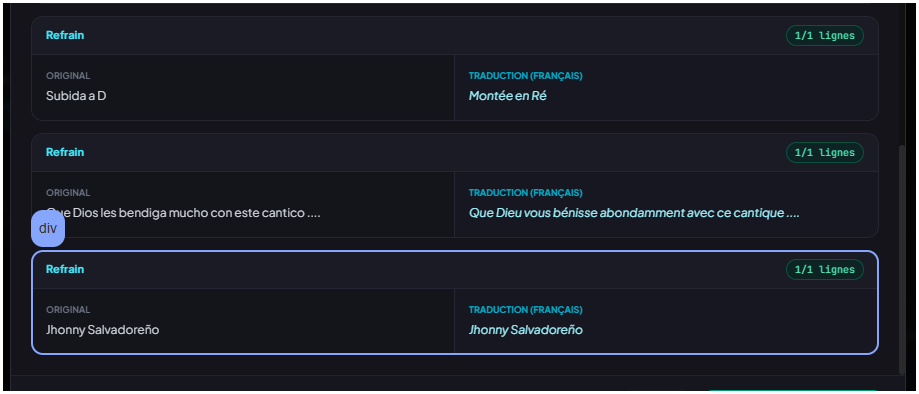 Refrain
1/1 lignes
ORIGINAL
TRADUCTION (FRANÇAIS)
Subida a D
Montée en Ré
Refrain
1/1 lignes
ORIGINAL
TRADUCTION (FRANÇAIS)
Que Dios les bendiga mucho con este cantico ....
Que Dieu vous bénisse abondamment avec ce cantique ....
div
Refrain
1/1 lignes
ORIGINAL
TRADUCTION (FRANÇAIS)
Jhonny Salvadoreño
Jhonny Salvadoreño